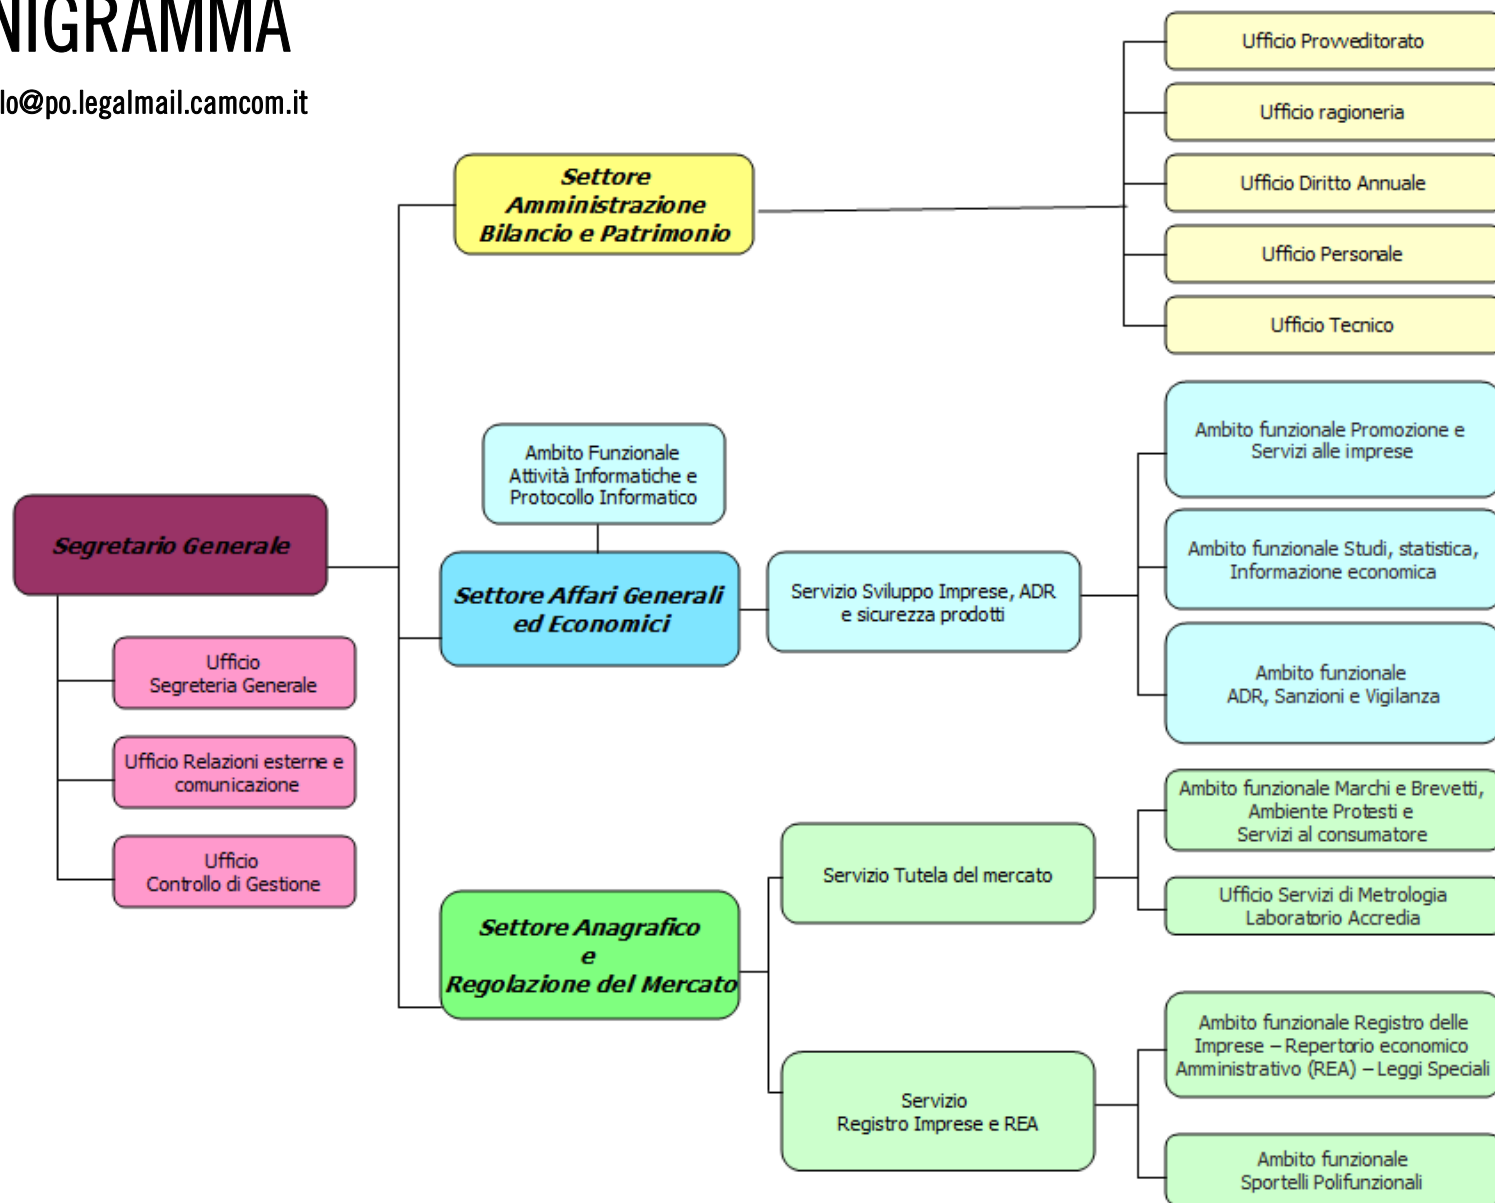 NIGRAMMA
lo@po.legalmail.camcom.it
Settore
Amministrazione
Bilancio e Patrimonio
Ufficio Provveditorato
Ufficio ragioneria
Ufficio Diritto Annuale
Ufficio Personale
Ufficio Tecnico
Ambito Funzionale
Attività Informatiche e
Protocollo Informatico
Segretario Generale
Settore Affari Generali
ed Economici
Servizio Sviluppo Imprese, ADR
e sicurezza prodotti
Ambito funzionale Promozione e
Servizi alle imprese
Ambito funzionale Studi, statistica,
Informazione economica
Ambito funzionale
ADR, Sanzioni e Vigilanza
Ufficio
Segreteria Generale
Ufficio Relazioni esterne e
comunicazione
Ufficio
Controllo di Gestione
Settore Anagrafico
e
Regolazione del Mercato
Servizio Tutela del mercato
Ambito funzionale Marchi e Brevetti,
Ambiente Protesti e
Servizi al consumatore
Ufficio Servizi di Metrologia
Laboratorio Accredia
Servizio
Registro Imprese e REA
Ambito funzionale Registro delle
Imprese – Repertorio economico
Amministrativo (REA) – Leggi Speciali
Ambito funzionale
Sportelli Polifunzionali